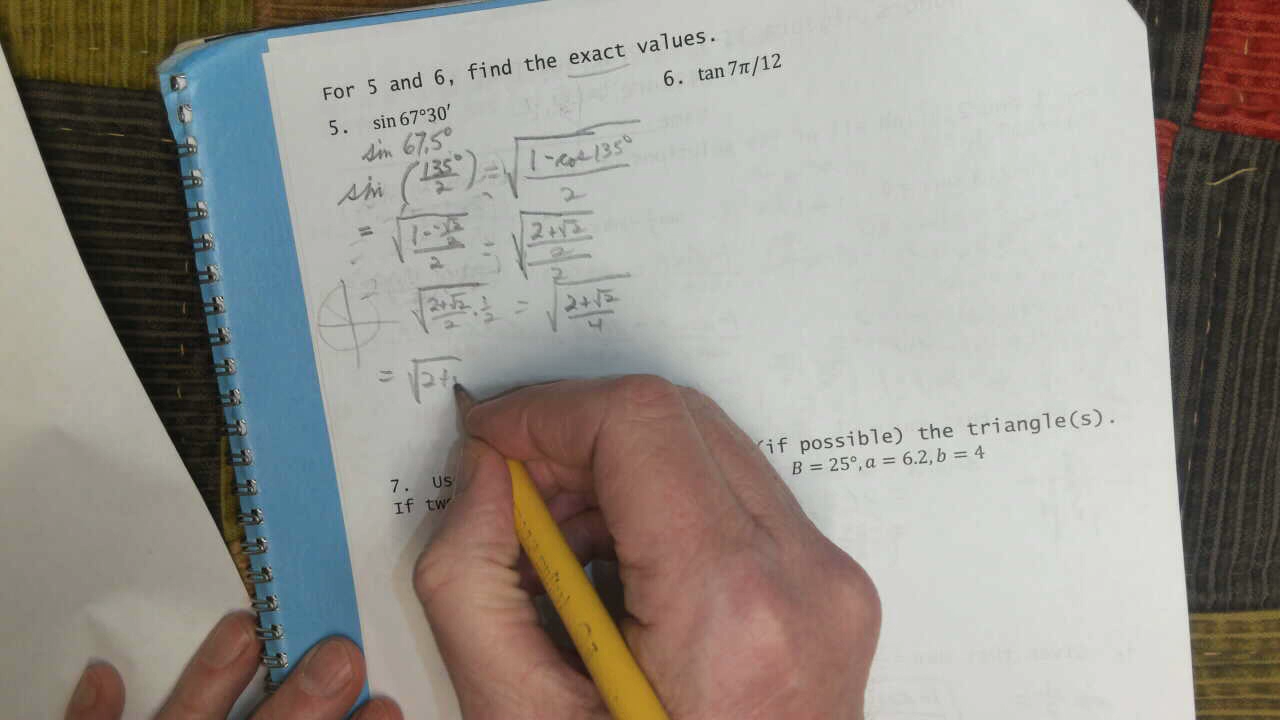 For 5 and 6, find the exact values.
5. sin 67°30′
6. tan 7π/12
sin 67.5°
sin (135°/2) = √((1-cos 135°)/2)
= √((1--√2/2)/2) = √(((2+√2)/2)/2)
= √((2+√2)/2 · 1/2) = √((2+√2)/4)
= √2+
(if possible) the triangle(s).
7. Us
B = 25°, a = 6.2, b = 4
If two